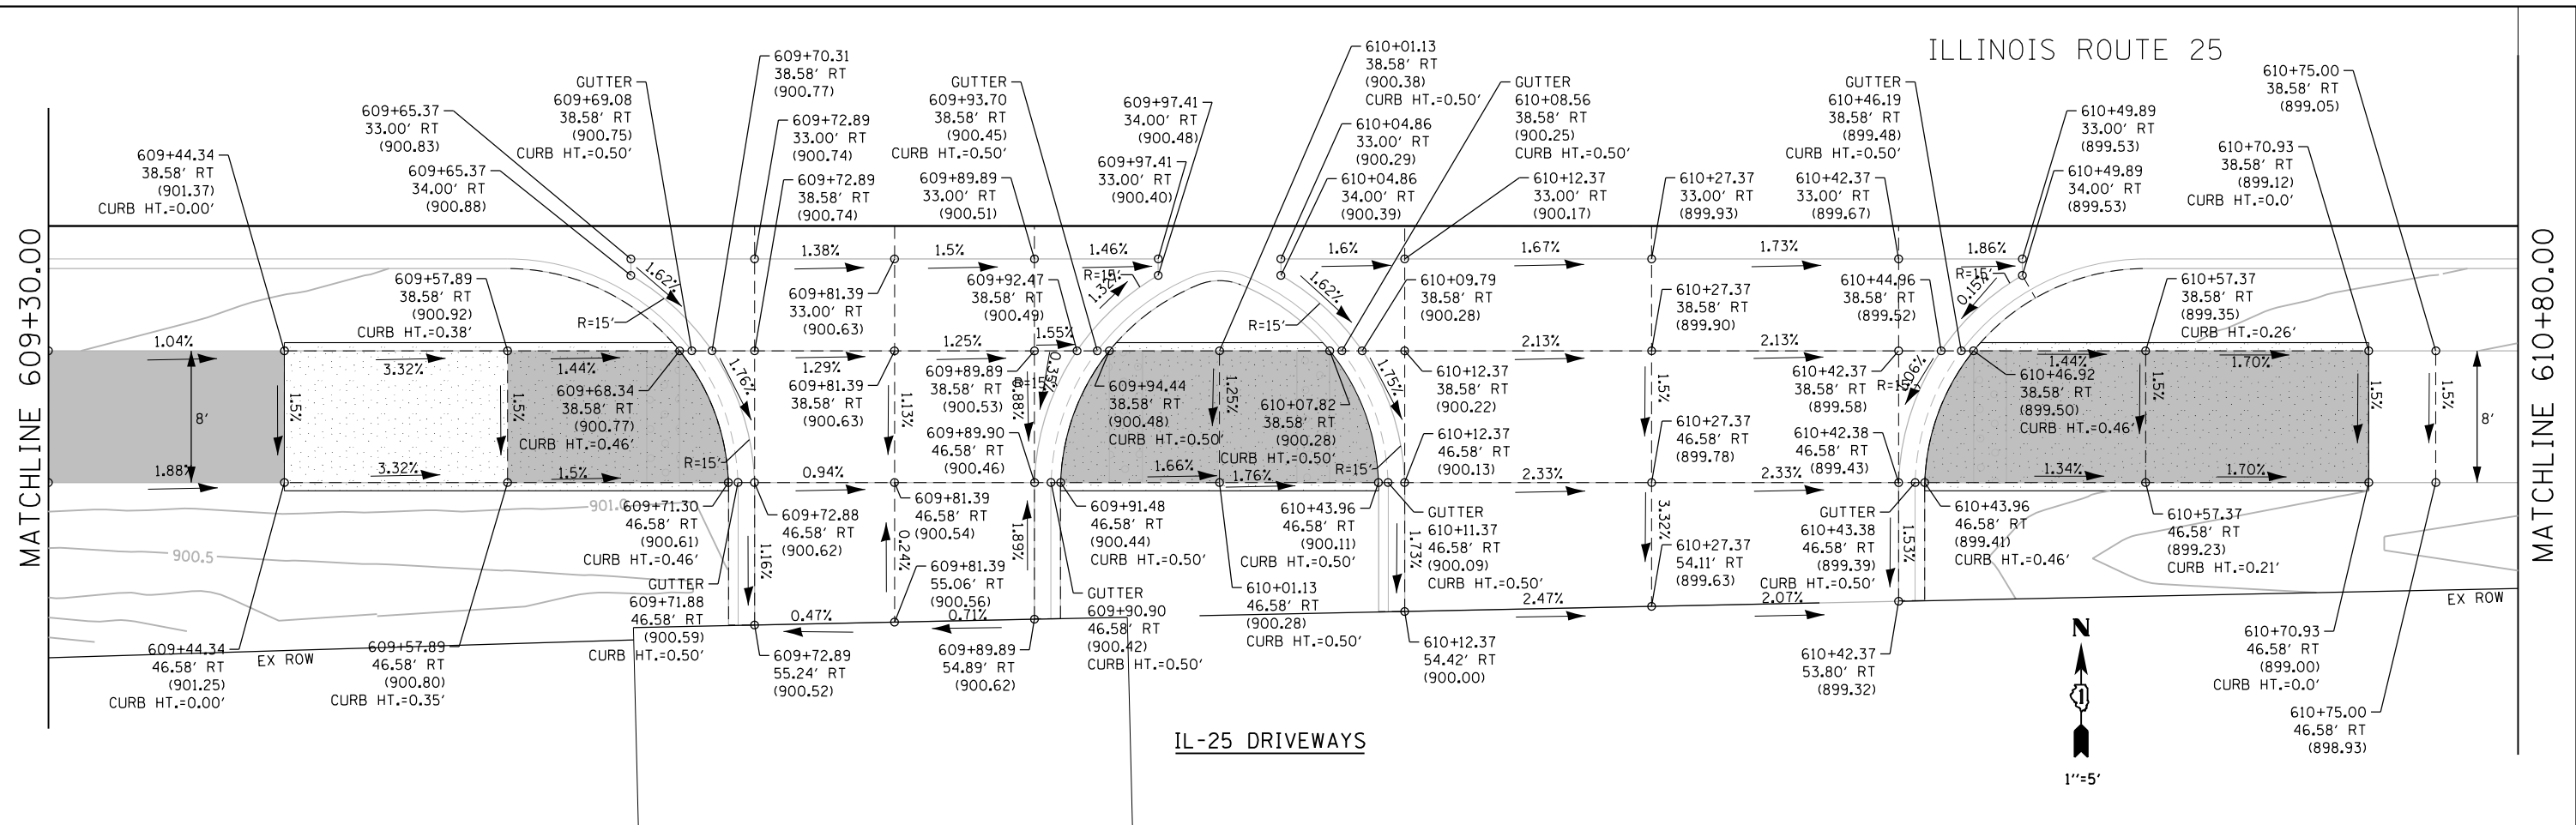 ILLINOIS ROUTE 25
609+44.34
38.58' RT
(901.37)
CURB HT.=0.00'
609+65.37
33.00' RT
(900.83)
609+65.37
34.00' RT
(900.88)
GUTTER
609+69.08
38.58' RT
(900.75)
CURB HT.=0.50'
609+70.31
38.58' RT
(900.77)
609+72.89
33.00' RT
(900.74)
609+72.89
38.58' RT
(900.74)
GUTTER
609+93.70
38.58' RT
(900.45)
CURB HT.=0.50'
609+89.89
33.00' RT
(900.51)
609+97.41
34.00' RT
(900.48)
609+97.41
33.00' RT
(900.40)
610+01.13
38.58' RT
(900.38)
CURB HT.=0.50'
610+04.86
33.00' RT
(900.29)
610+04.86
34.00' RT
(900.39)
GUTTER
610+08.56
38.58' RT
(900.25)
CURB HT.=0.50'
610+12.37
33.00' RT
(900.17)
610+27.37
33.00' RT
(899.93)
GUTTER
610+46.19
38.58' RT
(899.48)
CURB HT.=0.50'
610+42.37
33.00' RT
(899.67)
610+49.89
33.00' RT
(899.53)
610+49.89
34.00' RT
(899.53)
610+75.00
38.58' RT
(899.05)
610+70.93
38.58' RT
(899.12)
CURB HT.=0.0'
MATCHLINE 609+30.00
1.38%
1.5%
1.46%
1.6%
1.67%
1.73%
1.86%
1.62%
R=15'
R=15'
1.32%
1.62%
R=15'
R=15'
0.15%
609+57.89
38.58' RT
(900.92)
CURB HT.=0.38'
609+81.39
33.00' RT
(900.63)
609+92.47
38.58' RT
(900.49)
610+09.79
38.58' RT
(900.28)
610+27.37
38.58' RT
(899.90)
610+44.96
38.58' RT
(899.52)
610+57.37
38.58' RT
(899.35)
CURB HT.=0.26'
1.04%
3.32%
1.44%
1.29%
1.25%
1.55%
2.13%
2.13%
1.44%
1.70%
8'
1.5%
1.5%
609+68.34
38.58' RT
(900.77)
CURB HT.=0.46'
1.76%
R=15'
609+81.39
38.58' RT
(900.63)
1.13%
609+89.89
38.58' RT
(900.53)
0.88%
R=15'
0.35%
609+94.44
38.58' RT
(900.48)
CURB HT.=0.50'
1.25%
610+07.82
38.58' RT
(900.28)
CURB HT.=0.50'
1.75%
R=15'
610+12.37
38.58' RT
(900.22)
1.5%
610+42.37
38.58' RT
(899.58)
R=15'
610+46.92
38.58' RT
(899.50)
CURB HT.=0.46'
1.5%
1.5%
1.5%
8'
MATCHLINE 610+80.00
609+89.90
46.58' RT
(900.46)
610+12.37
46.58' RT
(900.13)
610+27.37
46.58' RT
(899.78)
610+42.38
46.58' RT
(899.43)
1.88%
3.32%
1.5%
0.94%
1.66%
1.76%
2.33%
2.33%
1.34%
1.70%
901.0
900.5
609+71.30
46.58' RT
(900.61)
CURB HT.=0.46'
1.16%
609+72.88
46.58' RT
(900.62)
0.24%
609+81.39
46.58' RT
(900.54)
1.89%
609+91.48
46.58' RT
(900.44)
CURB HT.=0.50'
610+43.96
46.58' RT
(900.11)
CURB HT.=0.50'
1.73%
GUTTER
610+11.37
46.58' RT
(900.09)
CURB HT.=0.50'
3.32%
610+27.37
54.11' RT
(899.63)
GUTTER
610+43.38
46.58' RT
(899.39)
CURB HT.=0.50'
1.53%
610+43.96
46.58' RT
(899.41)
CURB HT.=0.46'
610+57.37
46.58' RT
(899.23)
CURB HT.=0.21'
GUTTER
609+71.88
46.58' RT
(900.59)
CURB HT.=0.50'
609+81.39
55.06' RT
(900.56)
0.47%
0.71%
GUTTER
609+90.90
46.58' RT
(900.42)
CURB HT.=0.50'
610+01.13
46.58' RT
(900.28)
CURB HT.=0.50'
2.47%
2.07%
EX ROW
609+44.34
46.58' RT
(901.25)
CURB HT.=0.00'
EX ROW
609+57.89
46.58' RT
(900.80)
CURB HT.=0.35'
609+72.89
55.24' RT
(900.52)
609+89.89
54.89' RT
(900.62)
610+12.37
54.42' RT
(900.00)
610+42.37
53.80' RT
(899.32)
610+70.93
46.58' RT
(899.00)
CURB HT.=0.0'
610+75.00
46.58' RT
(898.93)
N
1
1"=5'
IL-25 DRIVEWAYS